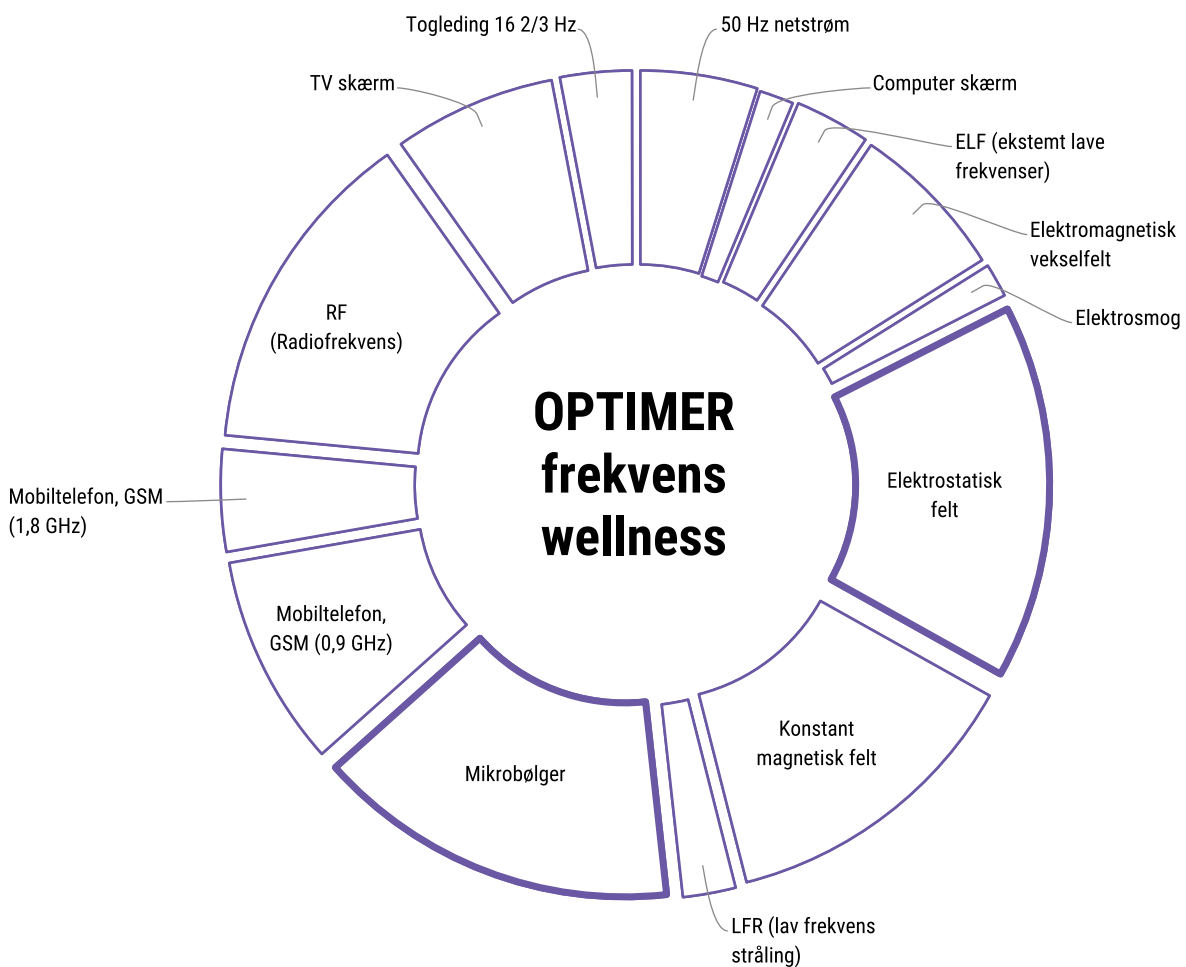 Togleding 16 2/3 Hz
50 Hz netstrøm
TV skærm
Computer skærm
ELF (ekstemt lave
frekvenser)
Elektromagnetisk
vekselfelt
Elektrosmog
RF
(Radiofrekvens)
OPTIMER
frekvens
wellness
Elektrostatisk
felt
Mobiltelefon, GSM
(1,8 GHz)
Mobiltelefon,
GSM (0,9 GHz)
Konstant
magnetisk felt
Mikrobølger
LFR (lav frekvens
stråling)